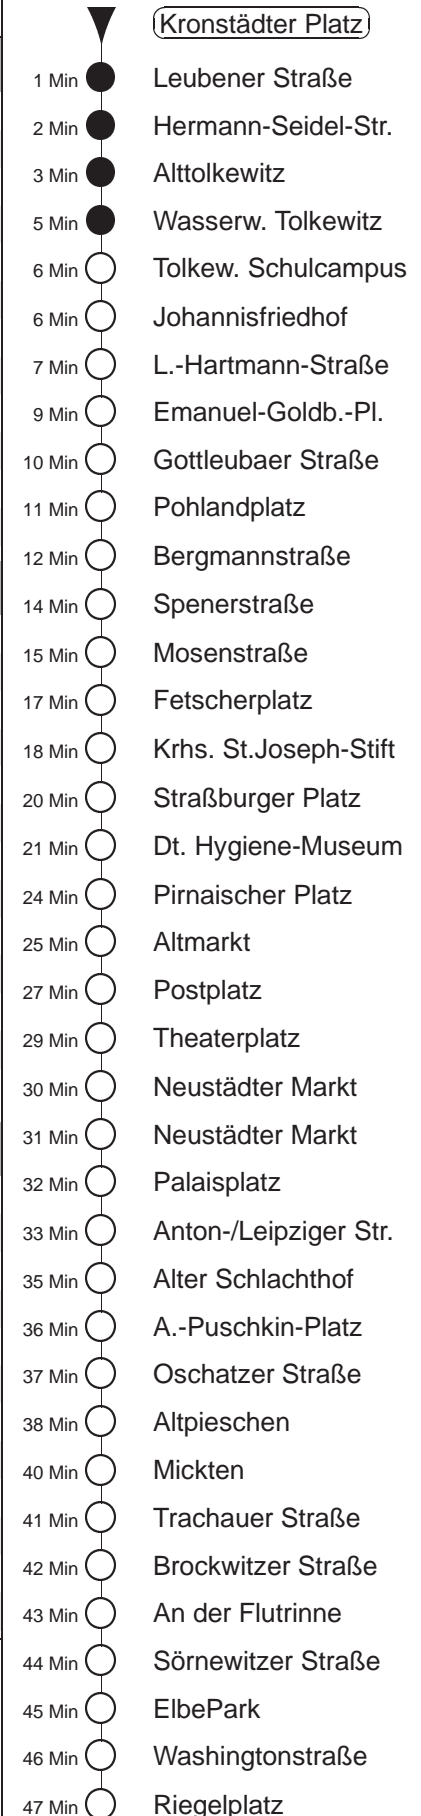 Kronstädter Platz
1 Min Leubener Straße
2 Min Hermann-Seidel-Str.
3 Min Alttolkewitz
5 Min Wasserw. Tolkewitz
6 Min Tolkew. Schulcampus
6 Min Johannisfriedhof
7 Min L.-Hartmann-Straße
9 Min Emanuel-Goldb.-Pl.
10 Min Gottleubaer Straße
11 Min Pohlandplatz
12 Min Bergmannstraße
14 Min Spenerstraße
15 Min Mosenstraße
17 Min Fetscherplatz
18 Min Krhs. St.Joseph-Stift
20 Min Straßburger Platz
21 Min Dt. Hygiene-Museum
24 Min Pirnaischer Platz
25 Min Altmarkt
27 Min Postplatz
29 Min Theaterplatz
30 Min Neustädter Markt
31 Min Neustädter Markt
32 Min Palaisplatz
33 Min Anton-/Leipziger Str.
35 Min Alter Schlachthof
36 Min A.-Puschkin-Platz
37 Min Oschatzer Straße
38 Min Altpieschen
40 Min Mickten
41 Min Trachauer Straße
42 Min Brockwitzer Straße
43 Min An der Flutrinne
44 Min Sörnewitzer Straße
45 Min ElbePark
46 Min Washingtonstraße
47 Min Riegelplatz